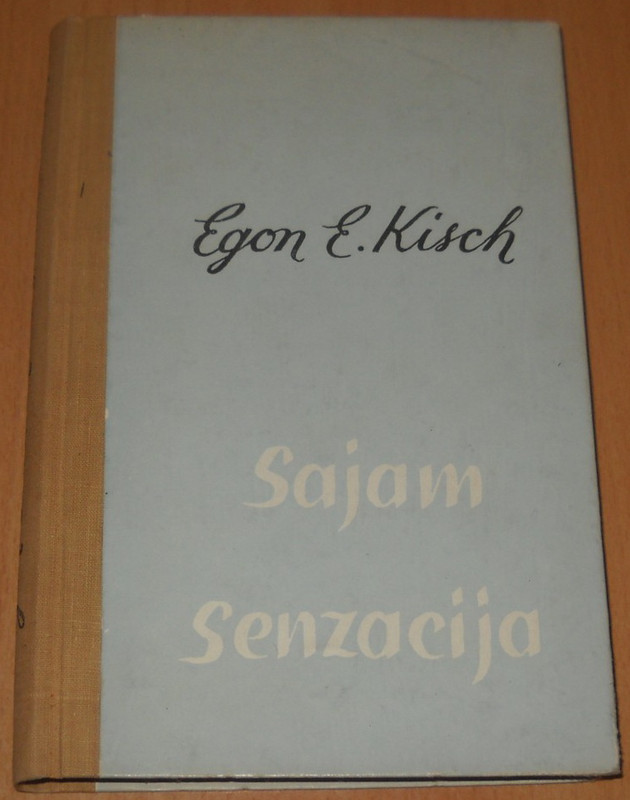 Egon E. Kisch
Sajam
Senzacija